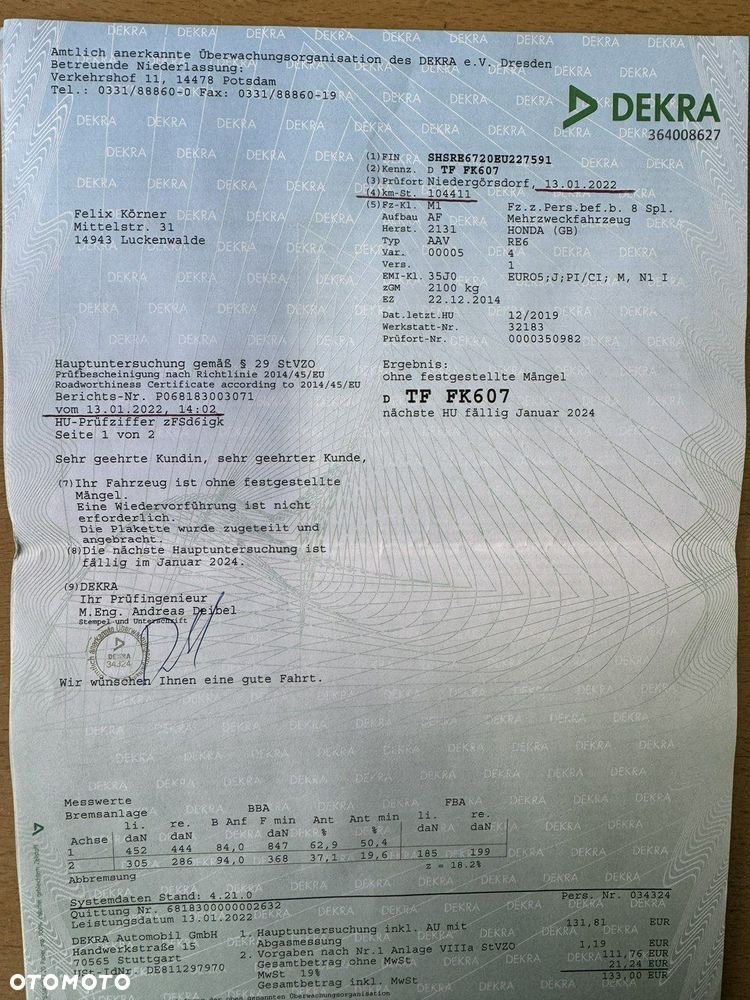 Amtlich anerkannte Überwachungsorganisation des DEKRA e.V. Dresden
Betreuende Niederlassung:
Verkehrshof 11, 14478 Potsdam
Tel.: 0331/88860-0 Fax: 0331/88860-19
DEKRA
364008627
(1) FIN SHSRE6720EU227591
(2) Kennz. D TF FK607
(3) Prüfort Niedergörsdorf, 13.01.2022
(4) km-St. 104411
(5) Fz-Kl. M1 Fz.z.Pers.bef.b. 8 Spl.
Aufbau AF Mehrzweckfahrzeug
Herst. 2131 HONDA (GB)
Typ AAV RE6
Var. 00005 4
Vers. 1
EMI-Kl. 35J0 EURO5;J;PI/CI; M, N1 I
zGM 2100 kg
EZ 22.12.2014
Dat.letzt.HU 12/2019
Werkstatt-Nr. 32183
Prüfort-Nr. 0000350982
Felix Körner
Mittelstr. 31
14943 Luckenwalde
Hauptuntersuchung gemäß § 29 StVZO
Prüfbescheinigung nach Richtlinie 2014/45/EU
Roadworthiness Certificate according to 2014/45/EU
Berichts-Nr. P068183003071
vom 13.01.2022, 14:02
HU-Prüfziffer zFSd6igk
Seite 1 von 2
Ergebnis:
ohne festgestellte Mängel
D TF FK607
nächste HU fällig Januar 2024
Sehr geehrte Kundin, sehr geehrter Kunde,
(7) Ihr Fahrzeug ist ohne festgestellte
Mängel.
Eine Wiedervorführung ist nicht
erforderlich.
Die Plakette wurde zugeteilt und
angebracht.
(8) Die nächste Hauptuntersuchung ist
fällig im Januar 2024.
(9) DEKRA
Ihr Prüfingenieur
M.Eng. Andreas Deibel
Stempel und Unterschrift
DEKRA
34324
Wir wünschen Ihnen eine gute Fahrt.
Messwerte
Bremsanlage BBA FBA
li. re. B Anf F min Ant Ant min li. re.
Achse daN daN daN % % daN daN
1 452 444 84,0 847 62,9 50,4
2 305 286 94,0 368 37,1 19,6 185 199
Abbremsung z = 18.2%
Systemdaten Stand: 4.21.0 Pers. Nr. 034324
Quittung Nr. 6818300002632
Leistungsdatum 13.01.2022
DEKRA Automobil GmbH
Handwerkstraße 15
70565 Stuttgart
USt-IdNr. DE811297970
1. Hauptuntersuchung inkl. AU mit 131,81 EUR
Abgasmessung
2. Vorgaben nach Nr.1 Anlage VIIIa StVZO 1,19 EUR
Gesamtbetrag ohne MwSt 111,76 EUR
MwSt 19% 21,24 EUR
Gesamtbetrag inkl. MwSt 133,00 EUR
OTOMOTO